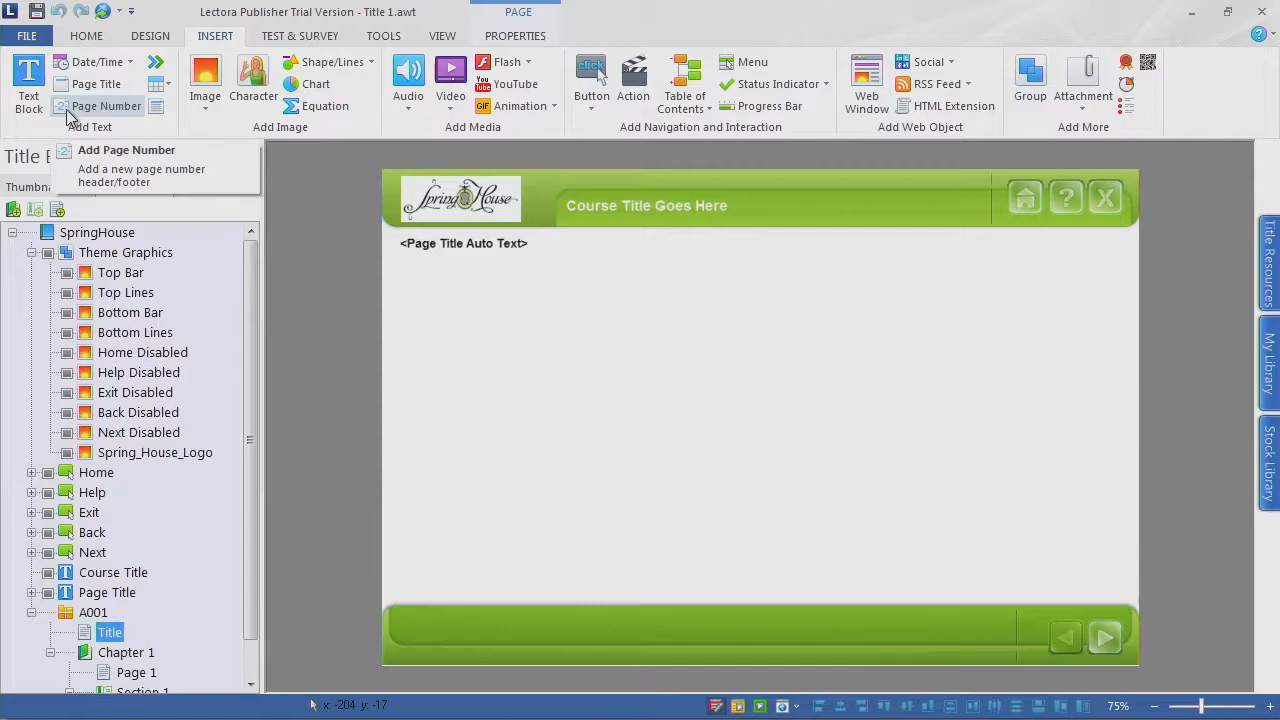 Lectora Publisher Trial Version - Title 1.awt
PAGE
FILE HOME DESIGN INSERT TEST & SURVEY TOOLS VIEW PROPERTIES
Text Block
Date/Time
Page Title
Page Number
Add Text
Image
Character
Shape/Lines
Chart
Equation
Add Image
Audio
Video
Flash
You Tube YouTube
GIF Animation
Add Media
click
Button
Action
Table of Contents
Menu
Status Indicator
Progress Bar
Add Navigation and Interaction
Web Window
Social
RSS Feed
HTML Extension
Add Web Object
Group
Attachment
Add More
Add Page Number
Add a new page number
header/footer
Title E
Thumbna
SpringHouse
Theme Graphics
Top Bar
Top Lines
Bottom Bar
Bottom Lines
Home Disabled
Help Disabled
Exit Disabled
Back Disabled
Next Disabled
Spring_House_Logo
Home
Help
Exit
Back
Next
Course Title
Page Title
A001
Title
Chapter 1
Page 1
Section 1
Spring House
Course Title Goes Here
? X
<Page Title Auto Text>
Title Resources
My Library
Stock Library
x: -204 y: -17
75%